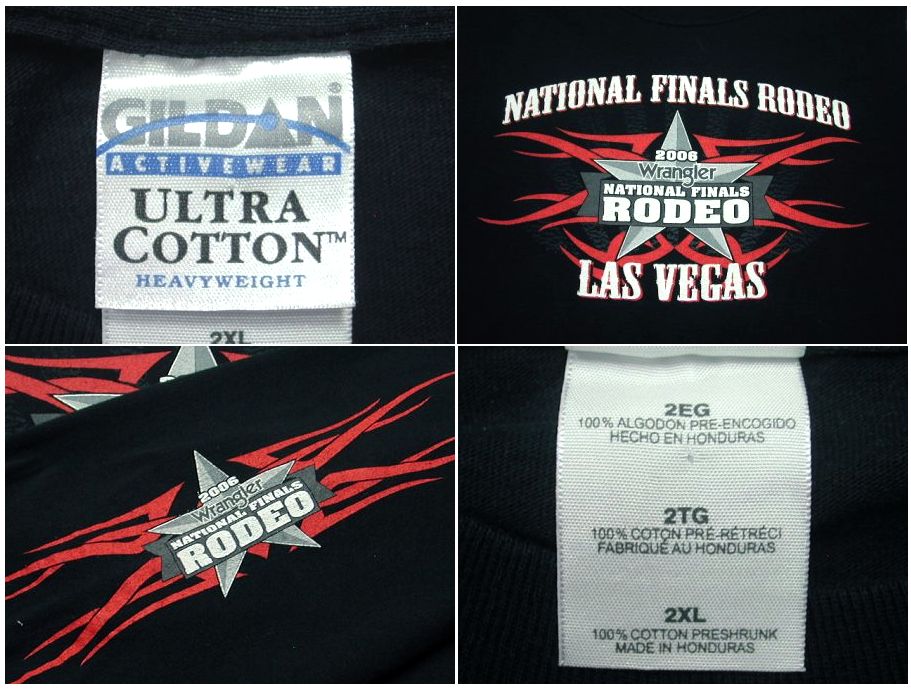 GILDAN®
ACTIVEWEAR
ULTRA
COTTON™
HEAVYWEIGHT
2XL
NATIONAL FINALS RODEO
2006
Wrangler
NATIONAL FINALS
RODEO
LAS VEGAS
2006
Wrangler
NATIONAL FINALS
RODEO
2EG
100% ALGODON PRE-ENCOGIDO
HECHO EN HONDURAS
2TG
100% COTON PRÉ-RÉTRÉCI
FABRIQUÉ AU HONDURAS
2XL
100% COTTON PRESHRUNK
MADE IN HONDURAS